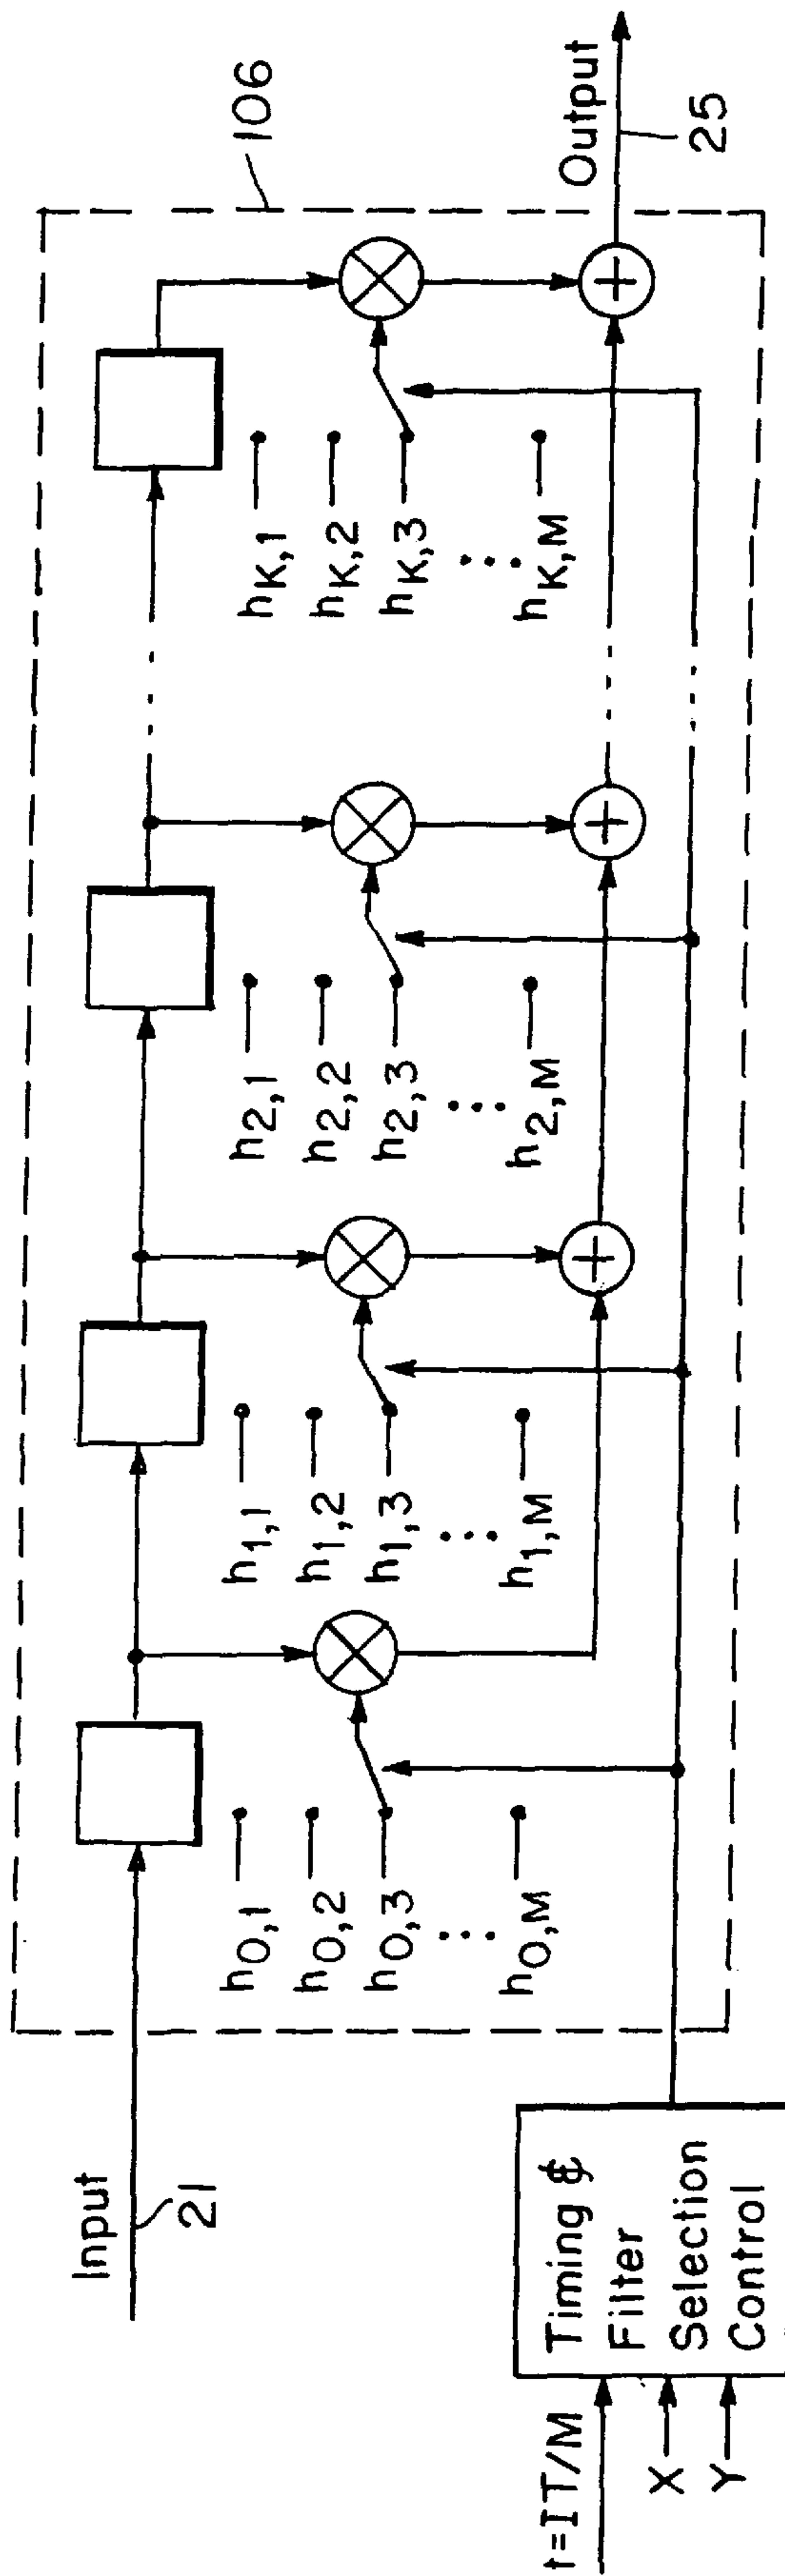 Input
21
106
h0,1
h0,2
h0,3
h0,M
h1,1
h1,2
h1,3
h1,M
h2,1
h2,2
h2,3
h2,M
hK,1
hK,2
hK,3
hK,M
Output
25
t=IT/M
X
Y
Timing &
Filter
Selection
Control